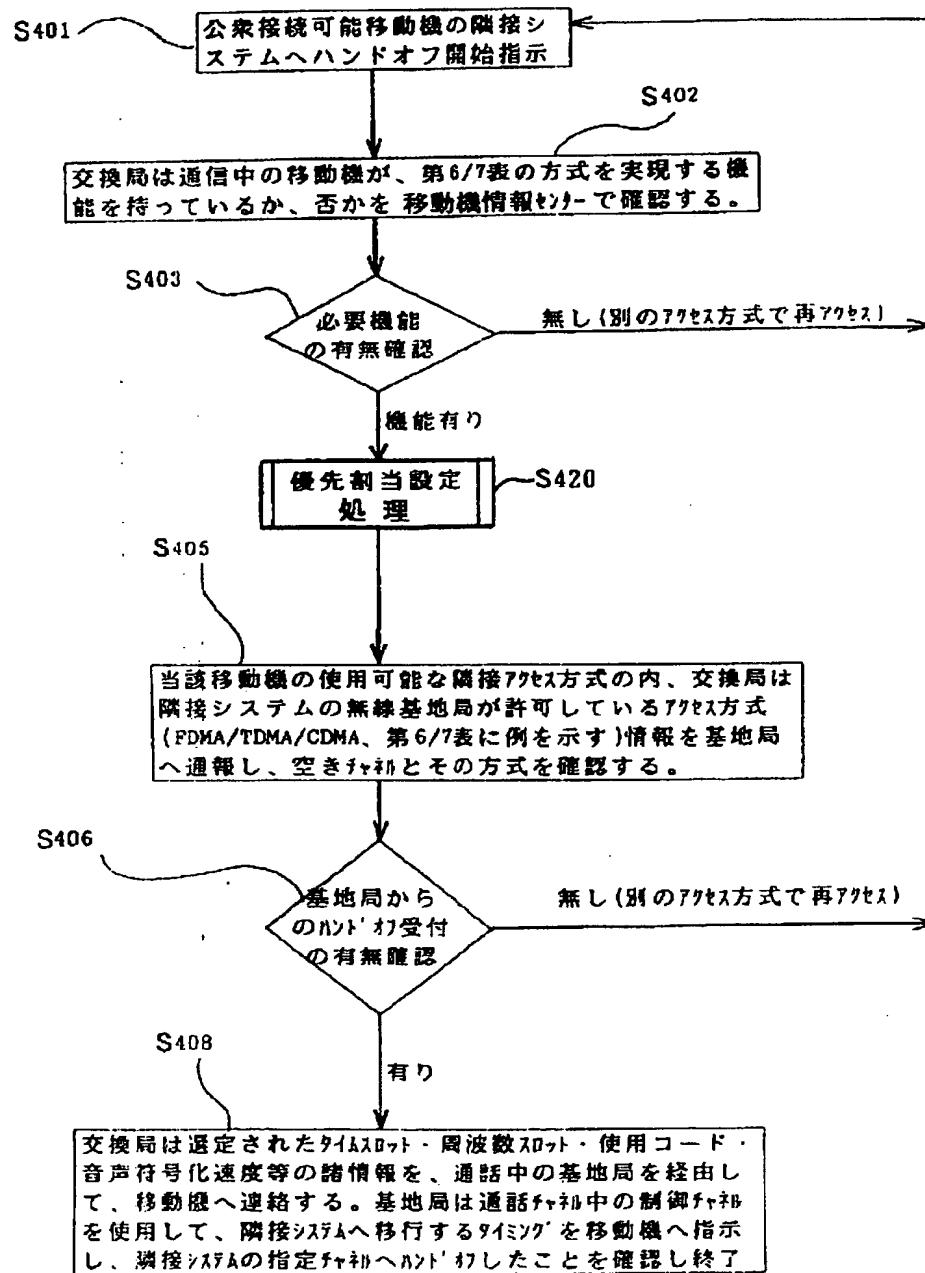 S401
公衆接続可能移動機の隣接シ
ステムへハンドオフ開始指示
S402
交換局は通信中の移動機が、第6/7表の方式を実現する機
能を持っているか、否かを 移動機情報ｾﾝﾀｰで確認する。
S403
必要機能
の有無確認
無し(別のｱｸｾｽ方式で再ｱｸｾｽ)
機能有り
優先割当設定
処 理
S420
S405
当該移動機の使用可能な隣接ｱｸｾｽ方式の内、交換局は
隣接システムの無線基地局が許可しているｱｸｾｽ方式
(FDMA/TDMA/CDMA、第6/7表に例を示す)情報を基地局
へ通報し、空きﾁｬﾈﾙとその方式を確認する。
S406
基地局から
のﾊﾝﾄﾞｵﾌ受付
の有無確認
無し(別のｱｸｾｽ方式で再ｱｸｾｽ)
S408
有り
交換局は選定されたﾀｲﾑｽﾛｯﾄ・周波数ｽﾛｯﾄ・使用コード・
音声符号化速度等の諸情報を、通話中の基地局を経由し
て、移動機へ連絡する。基地局は通話ﾁｬﾈﾙ中の制御ﾁｬﾈﾙ
を使用して、隣接ｼｽﾃﾑへ移行するﾀｲﾐﾝｸﾞを移動機へ指示
し、隣接ｼｽﾃﾑの指定ﾁｬﾈﾙへﾊﾝﾄﾞｵﾌしたことを確認し終了